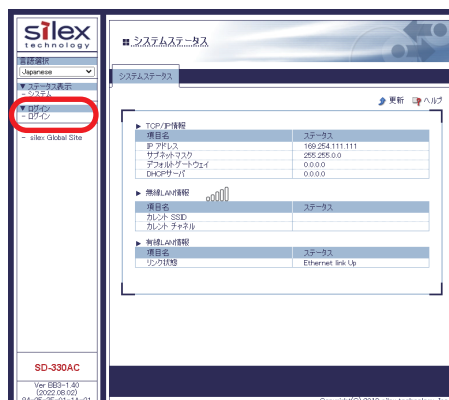 silex
technology
言語選択
Japanese
▼ ステータス表示
－ システム
▼ ログイン
－ ログイン
－ silex Global Site
SD-330AC
Ver BB3-1.40
(2022.08.02)
システムステータス
システムステータス
更新 ヘルプ
▶ TCP/IP情報
項目名 ステータス
IP アドレス 169.254.111.111
サブネットマスク 255.255.0.0
デフォルトゲートウェイ 0.0.0.0
DHCPサーバ 0.0.0.0
▶ 無線LAN情報
項目名 ステータス
カレント SSID
カレント チャネル
▶ 有線LAN情報
項目名 ステータス
リンク状態 Ethernet link Up